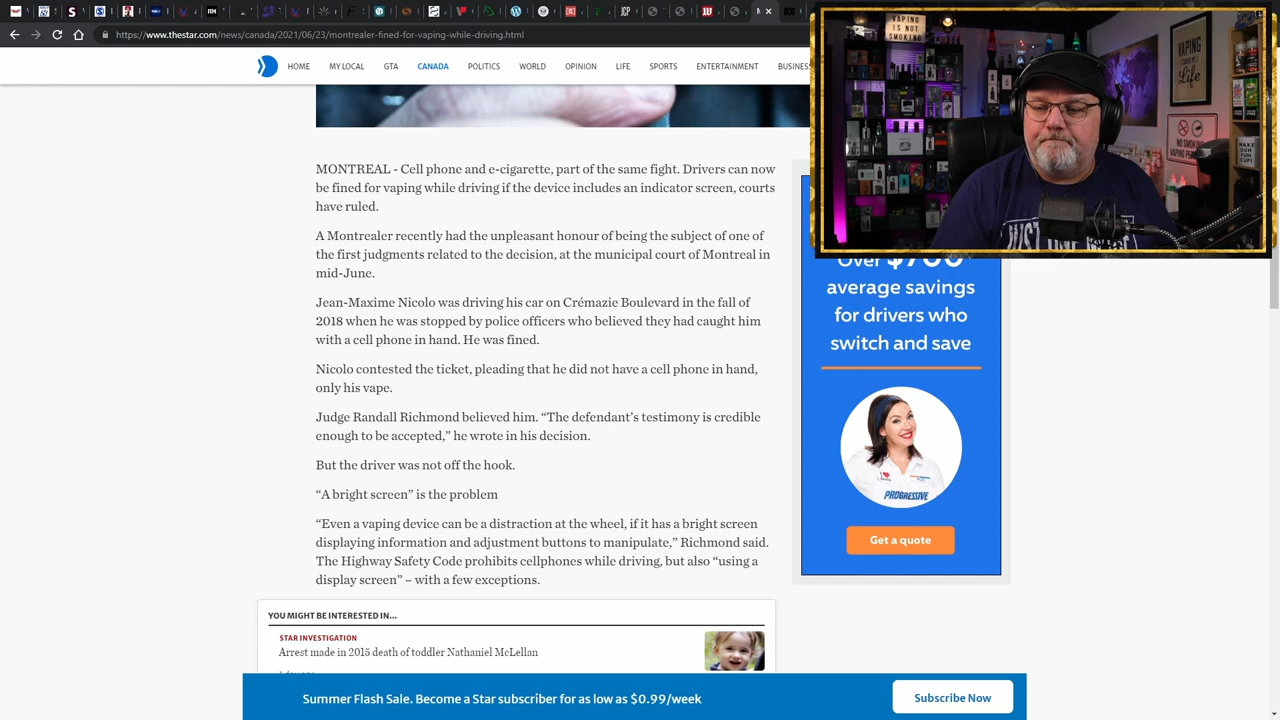 https://www.thestar.com/news/canada/2021/06/23/montrealer-fined-for-vaping-while-driving.html
HOME MY LOCAL GTA CANADA POLITICS WORLD OPINION LIFE SPORTS ENTERTAINMENT BUSINESS
MONTREAL - Cell phone and e-cigarette, part of the same fight. Drivers can now
be fined for vaping while driving if the device includes an indicator screen, courts
have ruled.
A Montrealer recently had the unpleasant honour of being the subject of one of
the first judgments related to the decision, at the municipal court of Montreal in
mid-June.
Jean-Maxime Nicolo was driving his car on Crémazie Boulevard in the fall of
2018 when he was stopped by police officers who believed they had caught him
with a cell phone in hand. He was fined.
Nicolo contested the ticket, pleading that he did not have a cell phone in hand,
only his vape.
Judge Randall Richmond believed him. “The defendant’s testimony is credible
enough to be accepted,” he wrote in his decision.
But the driver was not off the hook.
“A bright screen” is the problem
“Even a vaping device can be a distraction at the wheel, if it has a bright screen
displaying information and adjustment buttons to manipulate,” Richmond said.
The Highway Safety Code prohibits cellphones while driving, but also “using a
display screen” – with a few exceptions.
YOU MIGHT BE INTERESTED IN...
STAR INVESTIGATION
Arrest made in 2015 death of toddler Nathaniel McLellan
Summer Flash Sale. Become a Star subscriber for as low as $0.99/week
Subscribe Now
VAPING
IS NOT
SMOKING
VAPING
Life
NO SMOKING
VAPING
JUST
Over $700
average savings
for drivers who
switch and save
PROGRESSIVE
Get a quote